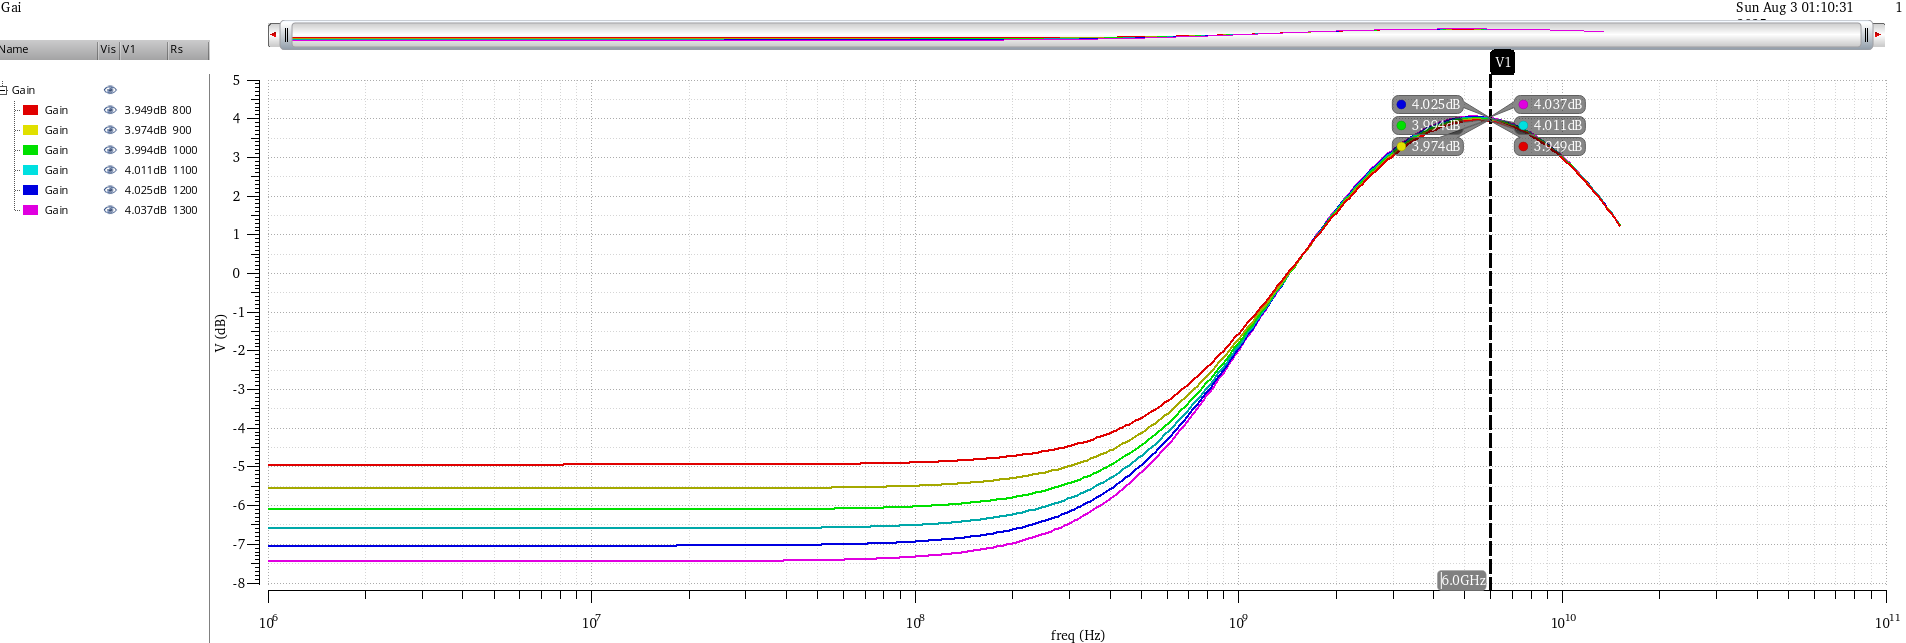 Gai
Sun Aug 3 01:10:31 1
Name Vis V1 Rs
Gain
Gain 3.949dB 800
Gain 3.974dB 900
Gain 3.994dB 1000
Gain 4.011dB 1100
Gain 4.025dB 1200
Gain 4.037dB 1300
V1
4.025dB 4.037dB
3.994dB 4.011dB
3.974dB 3.949dB
5
4
3
2
1
0
-1
-2
-3
-4
-5
-6
-7
-8
V (dB)
6.0GHz
10⁶ 10⁷ 10⁸ 10⁹ 10¹⁰ 10¹¹
freq (Hz)